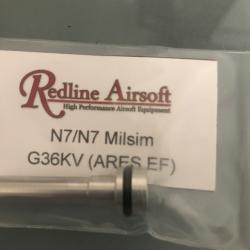 Redline Airsoft
High Performance Airsoft Equipment
N7/N7 Milsim
G36KV (ARES EF)